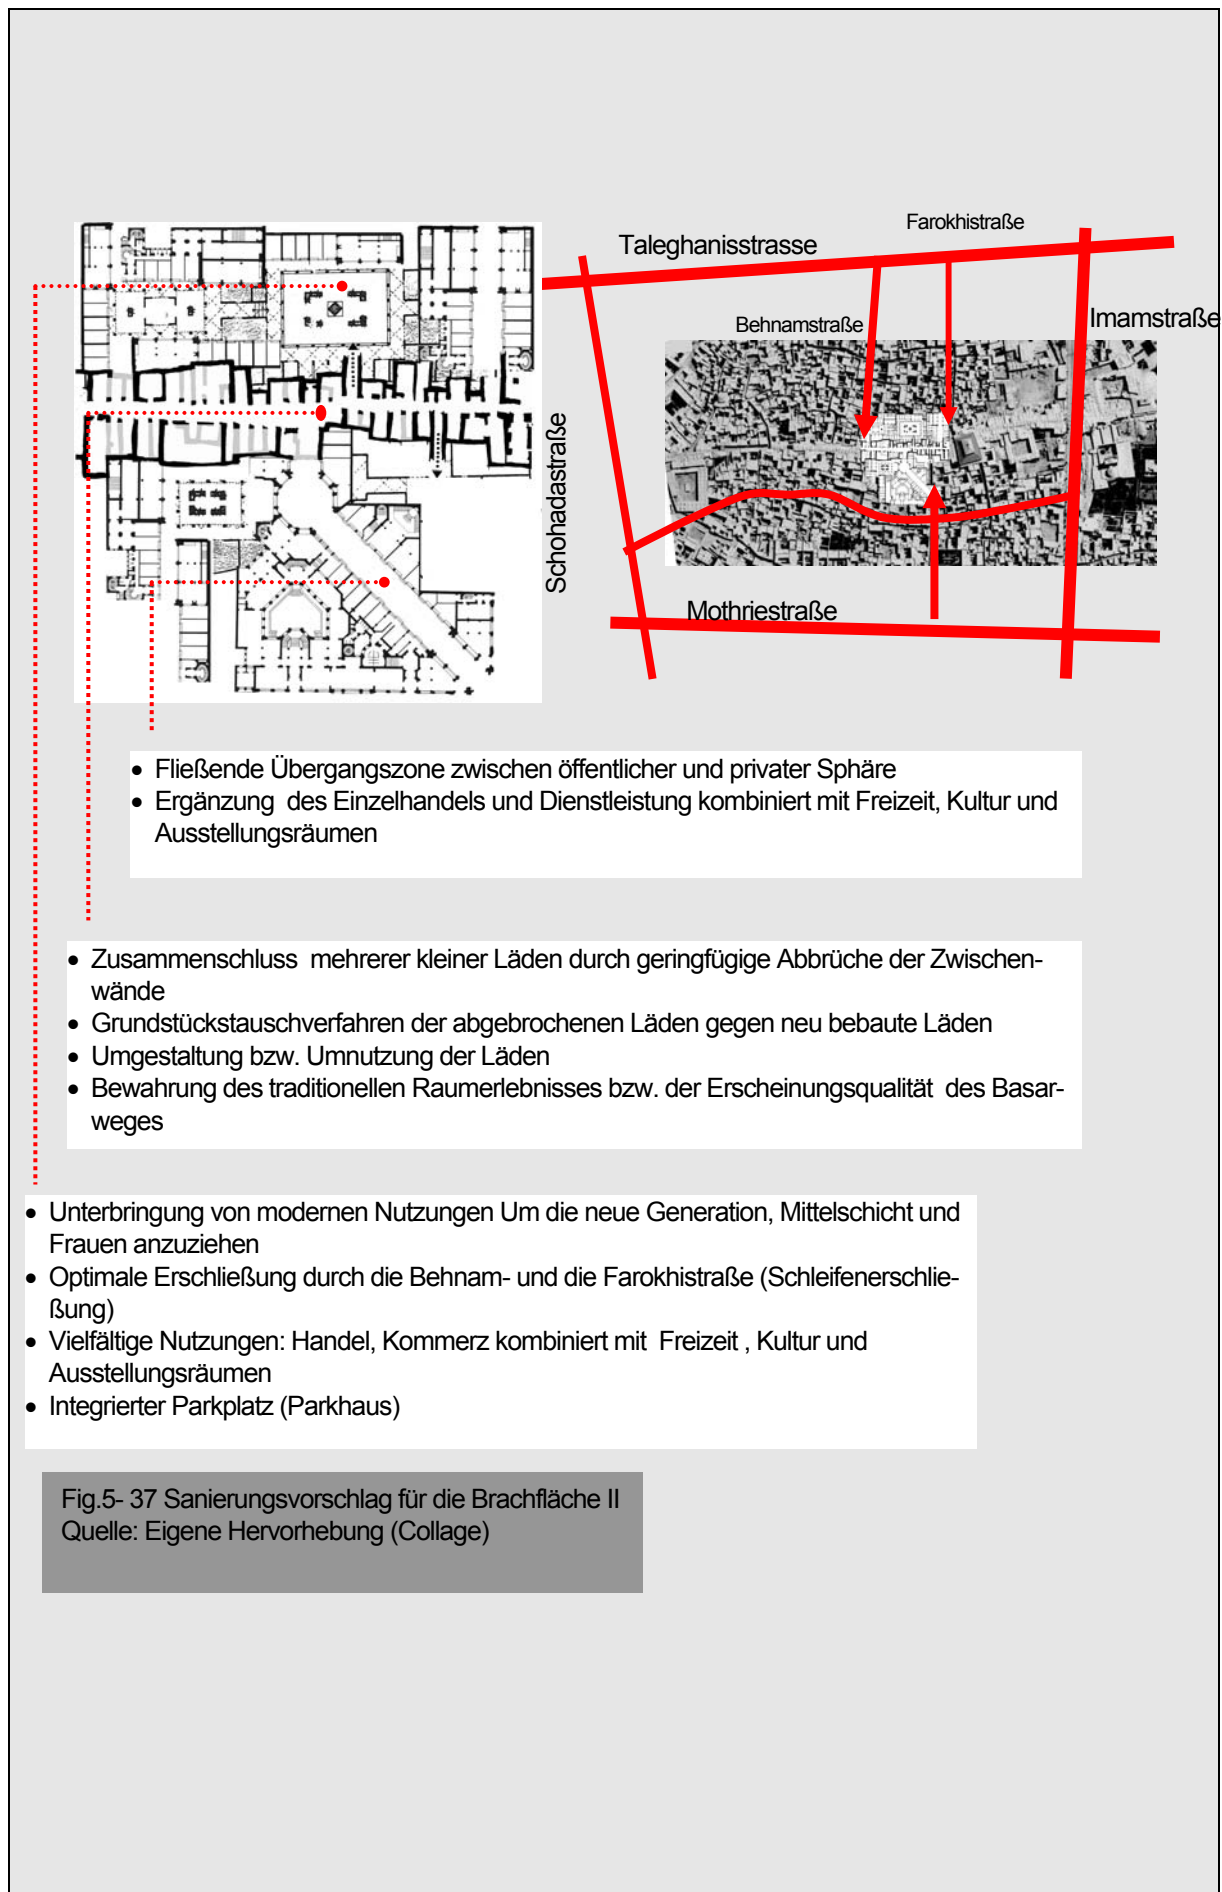 Farokhistraße
Taleghanisstrasse
Behnamstraße
Imamstraße
Schohadastraße
Mothriestraße
• Fließende Übergangszone zwischen öffentlicher und privater Sphäre
• Ergänzung des Einzelhandels und Dienstleistung kombiniert mit Freizeit, Kultur und
Ausstellungsräumen
• Zusammenschluss mehrerer kleiner Läden durch geringfügige Abbrüche der Zwischen-
wände
• Grundstückstauschverfahren der abgebrochenen Läden gegen neu bebaute Läden
• Umgestaltung bzw. Umnutzung der Läden
• Bewahrung des traditionellen Raumerlebnisses bzw. der Erscheinungsqualität des Basar-
weges
• Unterbringung von modernen Nutzungen Um die neue Generation, Mittelschicht und
Frauen anzuziehen
• Optimale Erschließung durch die Behnam- und die Farokhistraße (Schleifenerschlie-
ßung)
• Vielfältige Nutzungen: Handel, Kommerz kombiniert mit Freizeit , Kultur und
Ausstellungsräumen
• Integrierter Parkplatz (Parkhaus)
Fig.5- 37 Sanierungsvorschlag für die Brachfläche II
Quelle: Eigene Hervorhebung (Collage)